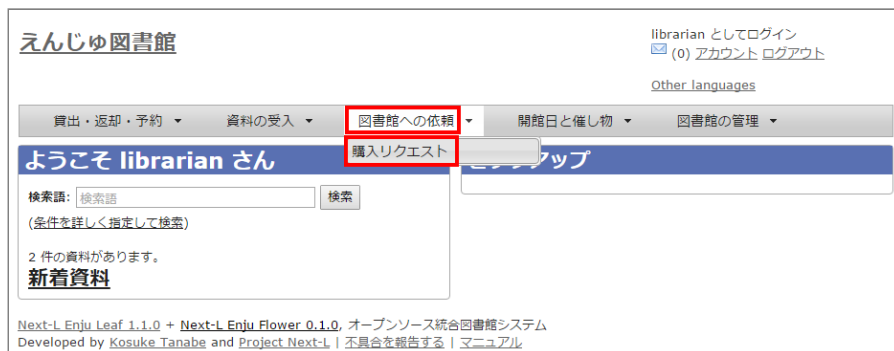 えんじゅ図書館
librarian としてログイン
(0) アカウント ログアウト
Other languages
貸出・返却・予約 ▼ 資料の受入 ▼ 図書館への依頼 ▼ 開館日と催し物 ▼ 図書館の管理 ▼
購入リクエスト
ようこそ librarian さん
検索語: 検索語 検索
(条件を詳しく指定して検索)
2 件の資料があります。
新着資料
Next-L Enju Leaf 1.1.0 + Next-L Enju Flower 0.1.0, オープンソース統合図書館システム
Developed by Kosuke Tanabe and Project Next-L | 不具合を報告する | マニュアル